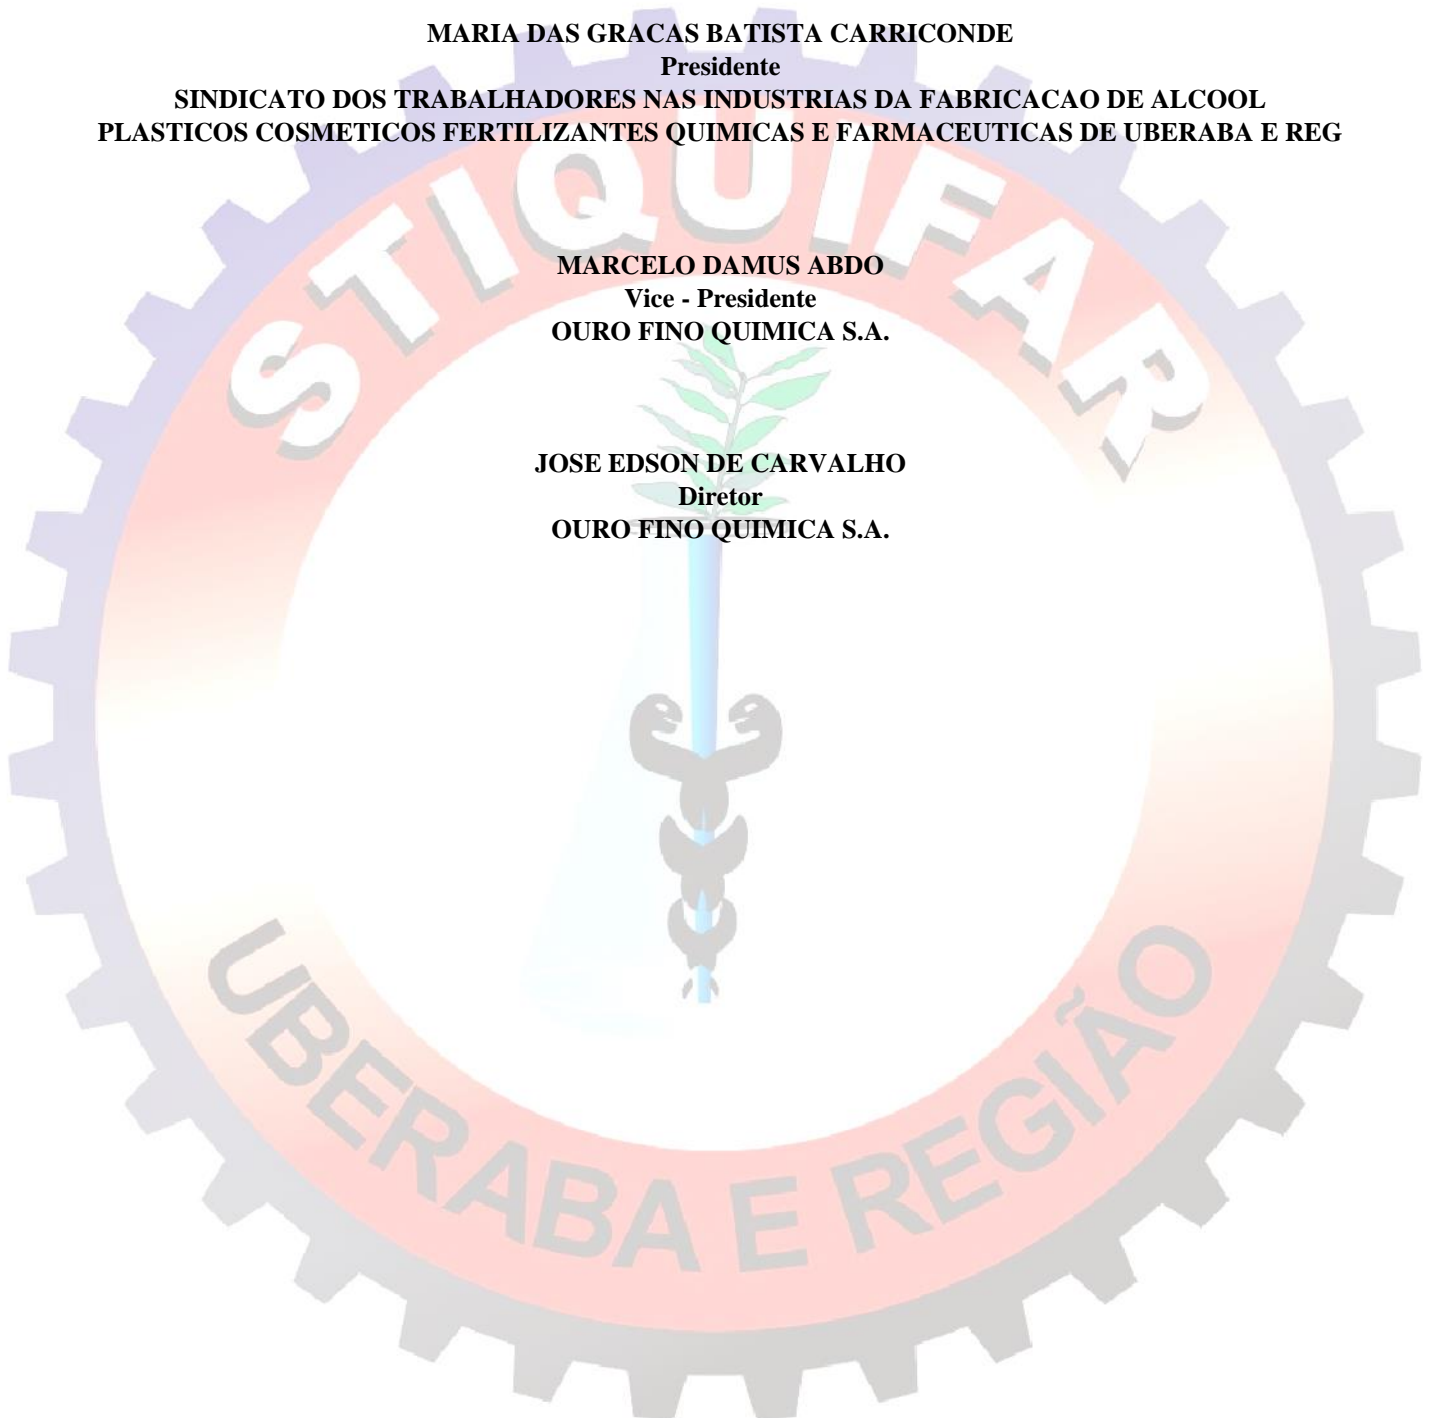 MARIA DAS GRACAS BATISTA CARRICONDE
Presidente
SINDICATO DOS TRABALHADORES NAS INDUSTRIAS DA FABRICACAO DE ALCOOL
PLASTICOS COSMETICOS FERTILIZANTES QUIMICAS E FARMACEUTICAS DE UBERABA E REG
STIQUIFAR
MARCELO DAMUS ABDO
Vice - Presidente
OURO FINO QUIMICA S.A.
JOSE EDSON DE CARVALHO
Diretor
OURO FINO QUIMICA S.A.
UBERABA E REGIÃO